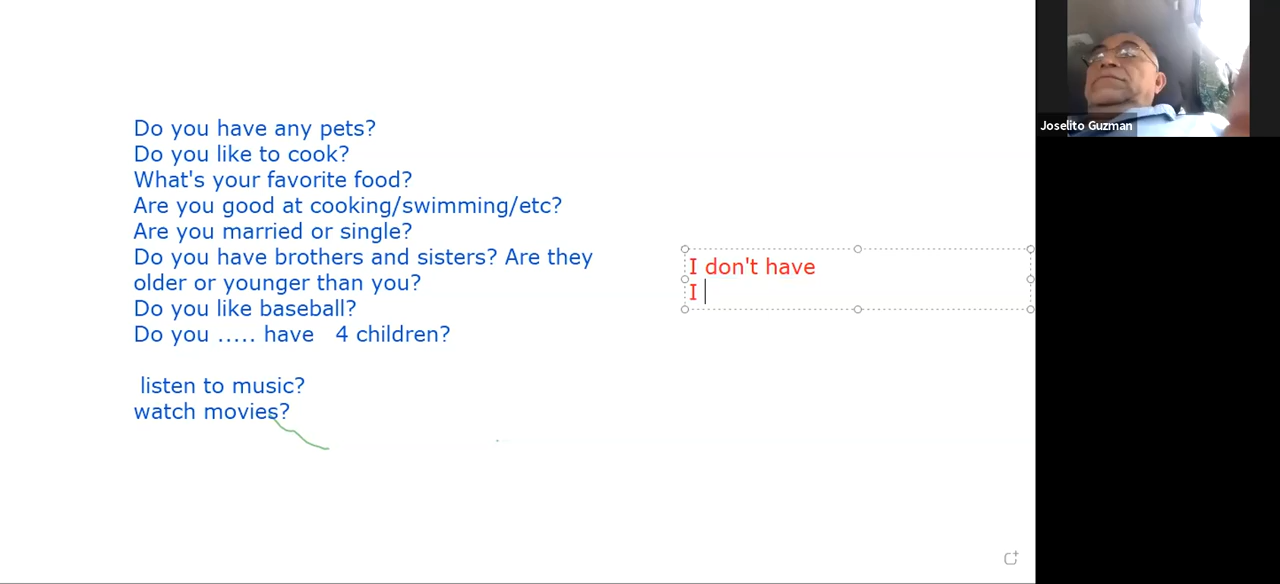 Do you have any pets?
Do you like to cook?
What's your favorite food?
Are you good at cooking/swimming/etc?
Are you married or single?
Do you have brothers and sisters? Are they
older or younger than you?
Do you like baseball?
Do you ..... have   4 children?
listen to music?
watch movies?
I don't have
I
Joselito Guzman